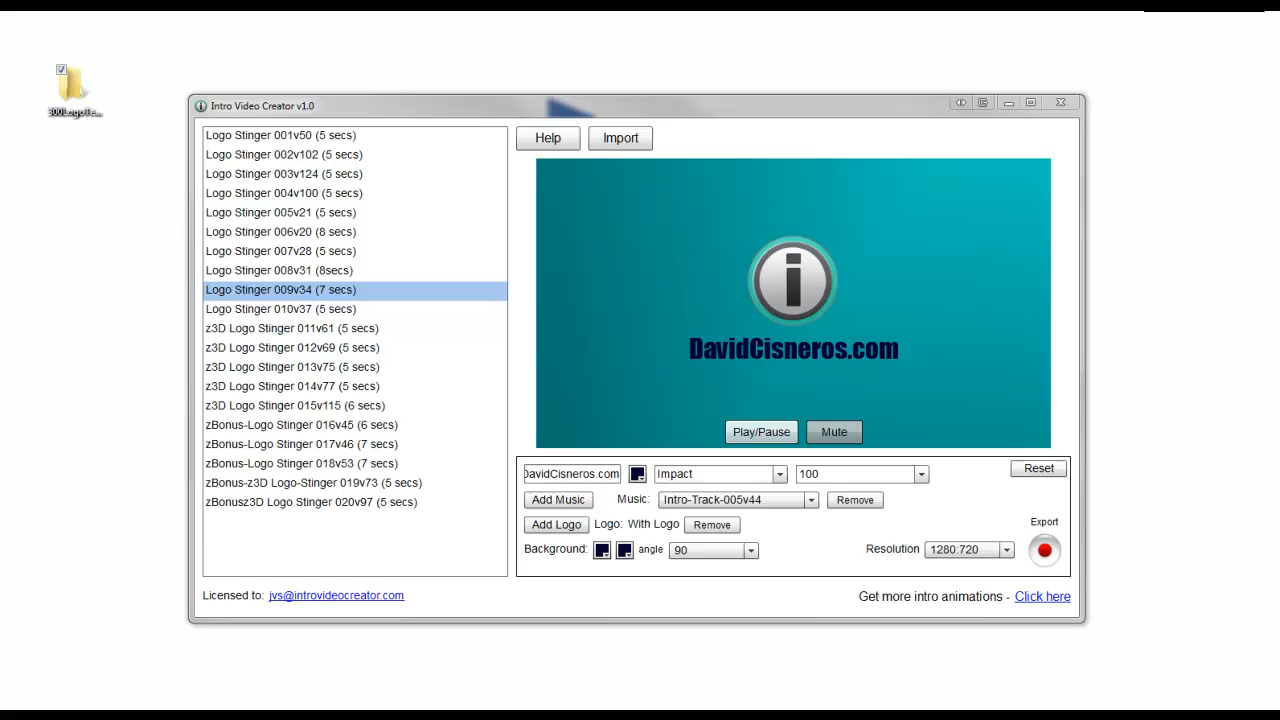 300LogoTe...
Intro Video Creator v1.0
Logo Stinger 001v50 (5 secs)
Logo Stinger 002v102 (5 secs)
Logo Stinger 003v124 (5 secs)
Logo Stinger 004v100 (5 secs)
Logo Stinger 005v21 (5 secs)
Logo Stinger 006v20 (8 secs)
Logo Stinger 007v28 (5 secs)
Logo Stinger 008v31 (8secs)
Logo Stinger 009v34 (7 secs)
Logo Stinger 010v37 (5 secs)
z3D Logo Stinger 011v61 (5 secs)
z3D Logo Stinger 012v69 (5 secs)
z3D Logo Stinger 013v75 (5 secs)
z3D Logo Stinger 014v77 (5 secs)
z3D Logo Stinger 015v115 (6 secs)
zBonus-Logo Stinger 016v45 (6 secs)
zBonus-Logo Stinger 017v46 (7 secs)
zBonus-Logo Stinger 018v53 (7 secs)
zBonus-z3D Logo-Stinger 019v73 (5 secs)
zBonusz3D Logo Stinger 020v97 (5 secs)
Help Import
i
DavidCisneros.com
Play/Pause Mute
DavidCisneros.com Impact 100 Reset
Add Music Music: Intro-Track-005v44 Remove
Add Logo Logo: With Logo Remove Export
Background: angle 90 Resolution 1280:720
Licensed to: jvs@introvideocreator.com
Get more intro animations - Click here